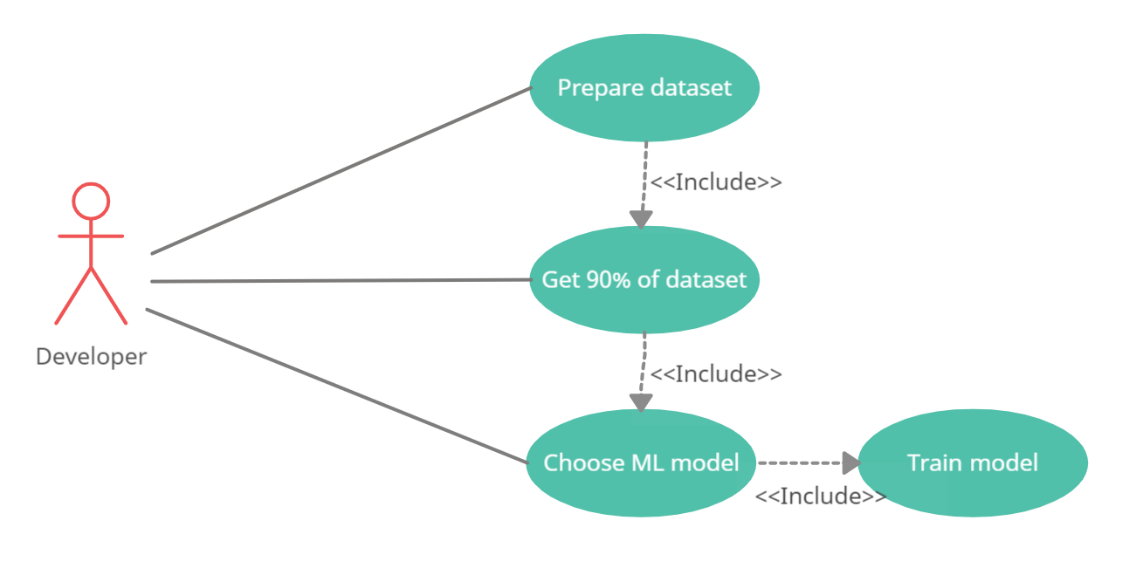 Prepare dataset
<<Include>>
Get 90% of dataset
Developer
<<Include>>
Choose ML model
Train model
<<Include>>